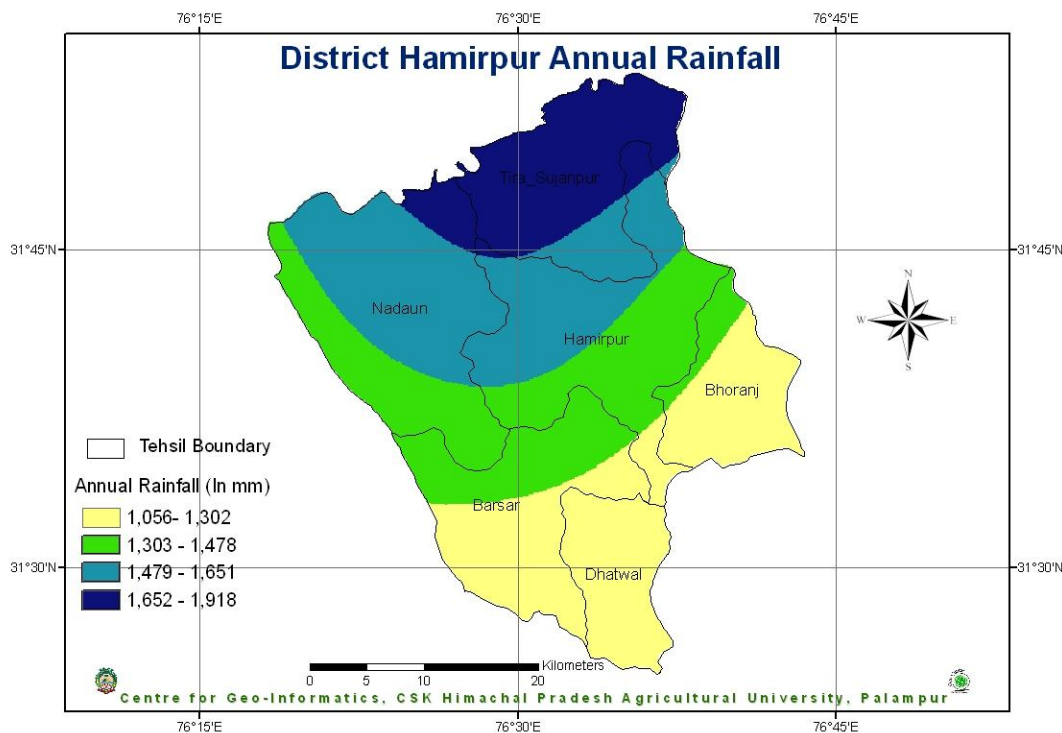 76°15'E 76°30'E 76°45'E
District Hamirpur Annual Rainfall
Tira_Sujanpur
31°45'N 31°45'N
N
W E
S
Nadaun
Hamirpur
Bhoranj
Tehsil Boundary
Annual Rainfall (In mm)
1,056- 1,302
1,303 - 1,478
1,479 - 1,651
1,652 - 1,918
Barsar
31°30'N 31°30'N
Dhatwal
Kilometers
0 5 10 20
Centre for Geo-Informatics, CSK Himachal Pradesh Agricultural University, Palampur
76°15'E 76°30'E 76°45'E